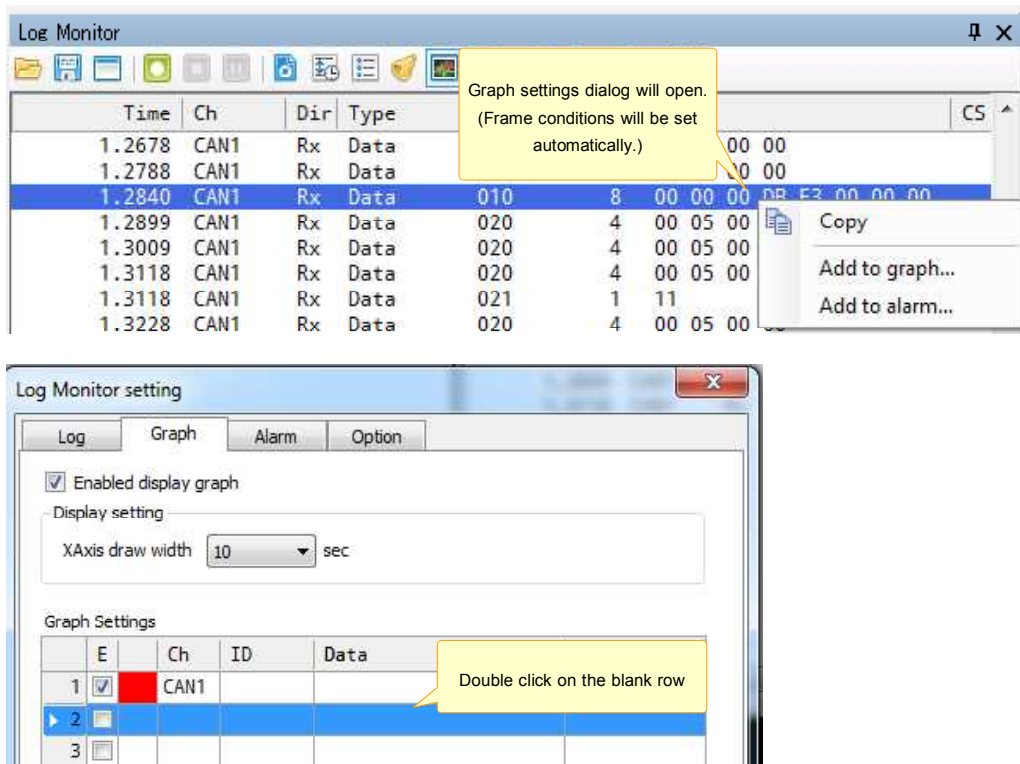 Log Monitor
Graph settings dialog will open.
(Frame conditions will be set
automatically.)
Time Ch Dir Type CS
1.2678 CAN1 Rx Data 00 00
1.2788 CAN1 Rx Data 00 00
1.2840 CAN1 Rx Data 010 8 00 00 00 DB F3 00 00 00
1.2899 CAN1 Rx Data 020 4 00 05 00
1.3009 CAN1 Rx Data 020 4 00 05 00
1.3118 CAN1 Rx Data 020 4 00 05 00
1.3118 CAN1 Rx Data 021 1 11
1.3228 CAN1 Rx Data 020 4 00 05 00
Copy
Add to graph...
Add to alarm...
Log Monitor setting
Log Graph Alarm Option
Enabled display graph
Display setting
XAxis draw width 10 sec
Graph Settings
E Ch ID Data
1 CAN1
Double click on the blank row
2
3